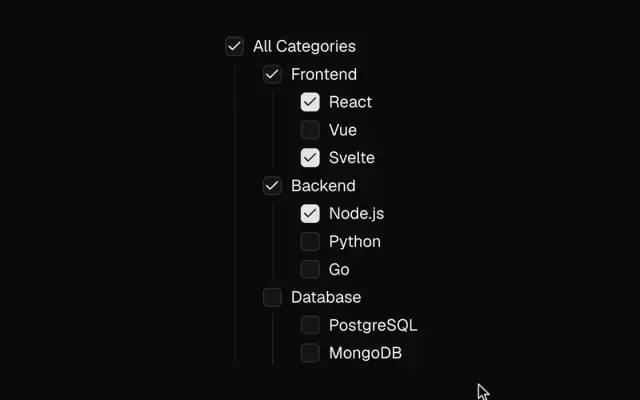 All Categories
Frontend
React
Vue
Svelte
Backend
Node.js
Python
Go
Database
PostgreSQL
MongoDB